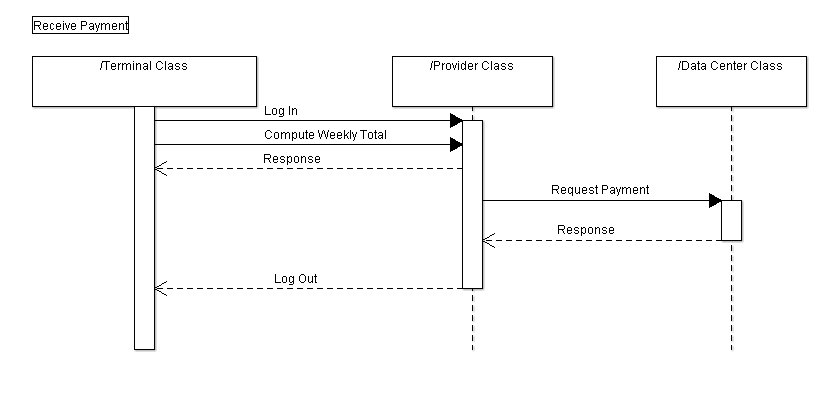 Receive Payment
/Terminal Class
/Provider Class
/Data Center Class
Log In
Compute Weekly Total
Response
Request Payment
Response
Log Out